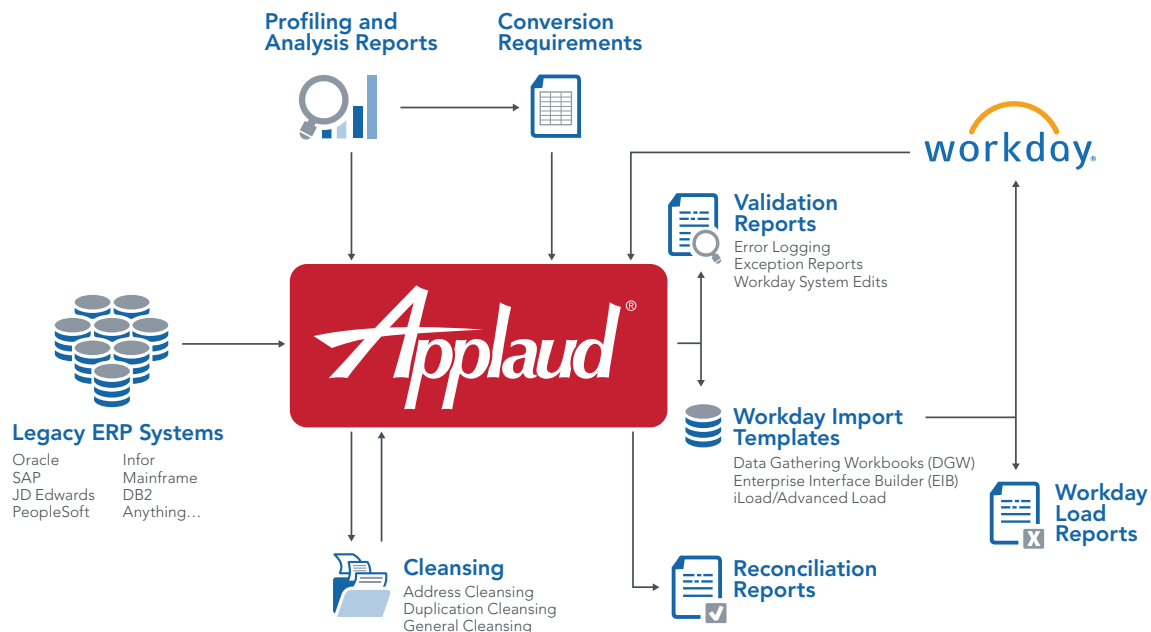 Profiling and
Analysis Reports
Conversion
Requirements
workday®
Validation
Reports
Error Logging
Exception Reports
Workday System Edits
Applaud®
Legacy ERP Systems
Oracle
SAP
JD Edwards
PeopleSoft
Infor
Mainframe
DB2
Anything...
Workday Import
Templates
Data Gathering Workbooks (DGW)
Enterprise Interface Builder (EIB)
iLoad/Advanced Load
Workday
Load
Reports
X
Cleansing
Address Cleansing
Duplication Cleansing
General Cleansing
Reconciliation
Reports